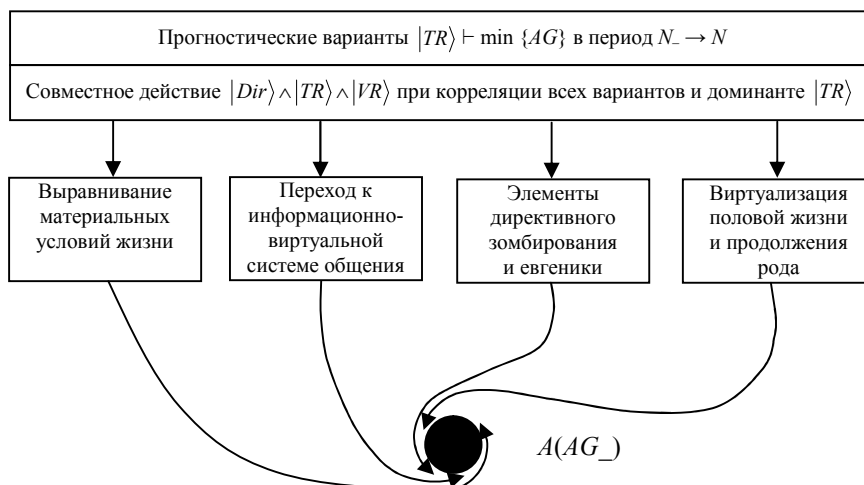 Прогностические варианты |TR⟩ ⊢ min {AG} в период N_ → N
Совместное действие |Dir⟩ ∧ |TR⟩ ∧ |VR⟩ при корреляции всех вариантов и доминанте |TR⟩
Выравнивание
материальных
условий жизни
Переход к
информационно-
виртуальной
системе общения
Элементы
директивного
зомбирования
и евгеники
Виртуализация
половой жизни
и продолжения
рода
A(AG_)